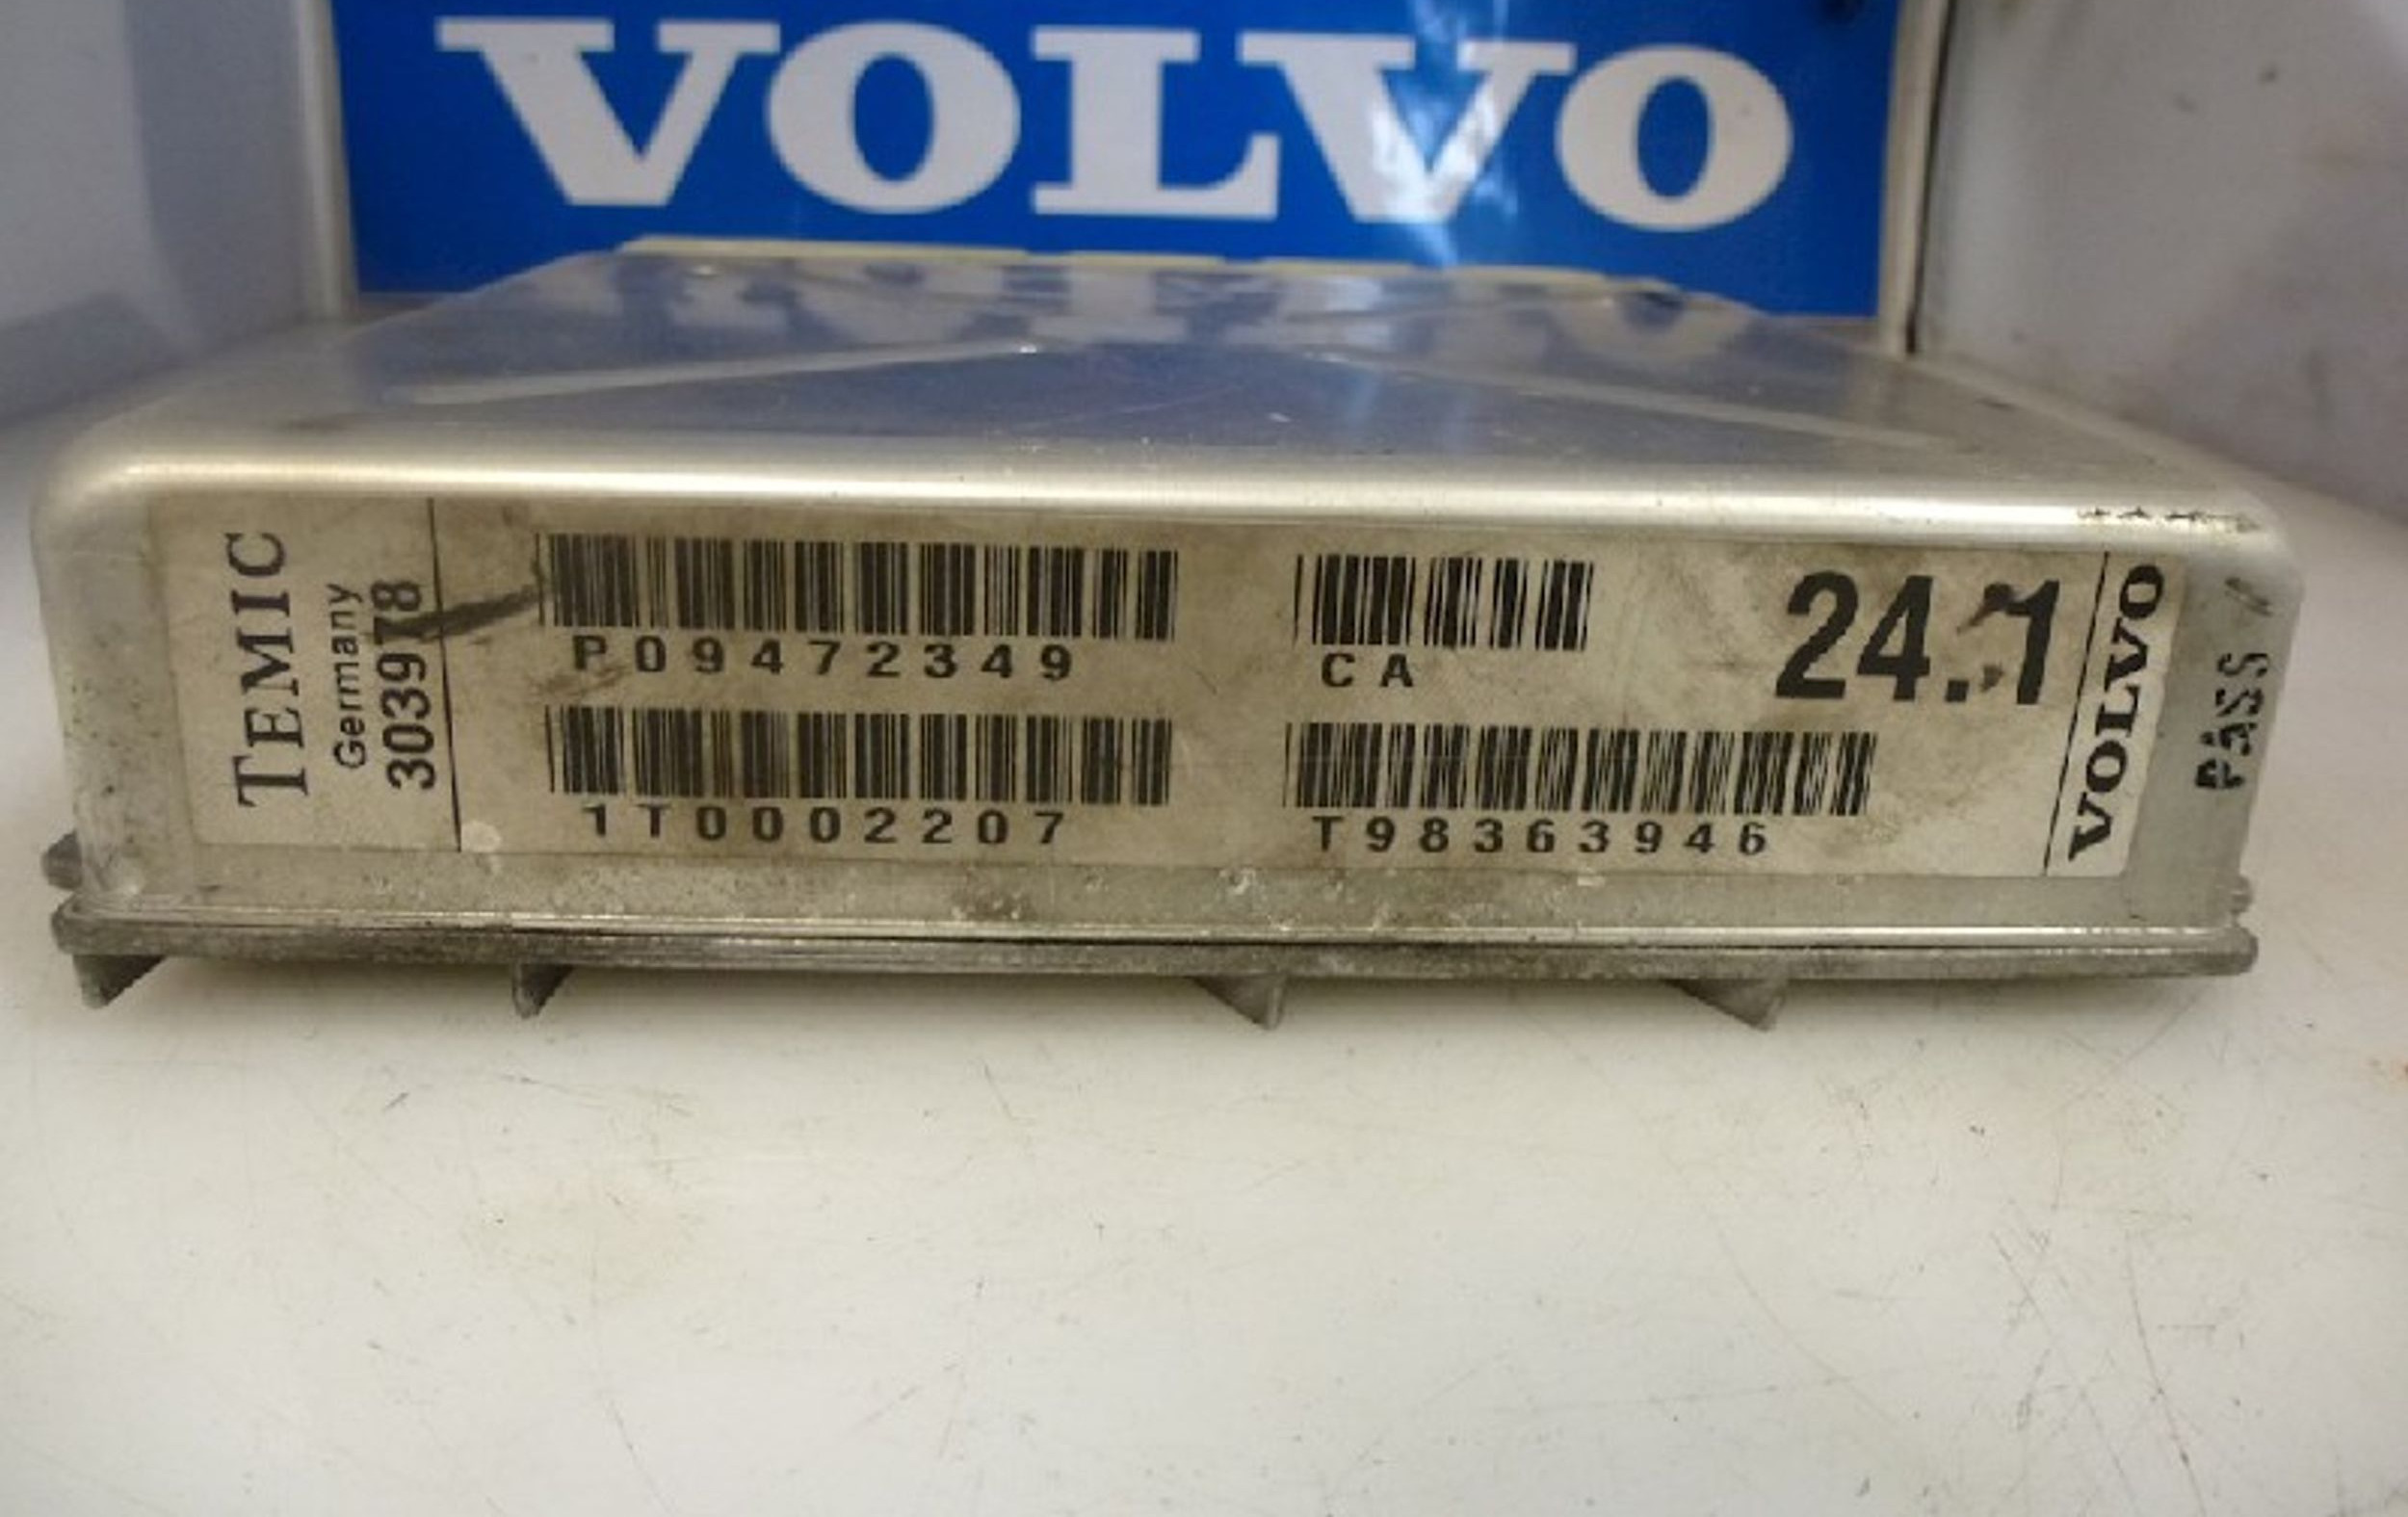 VOLVO
TEMIC
Germany
303978
P09472349
CA
24.1
1T0002207
T98363946
VOLVO
PASS